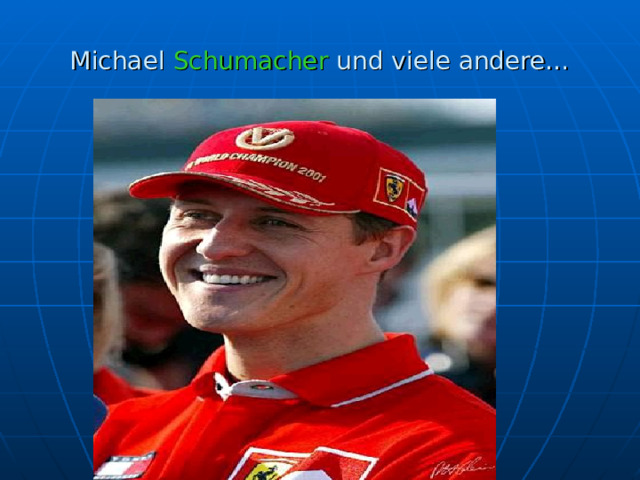 Michael Schumacher und viele andere...
WORLD CHAMPION 2001